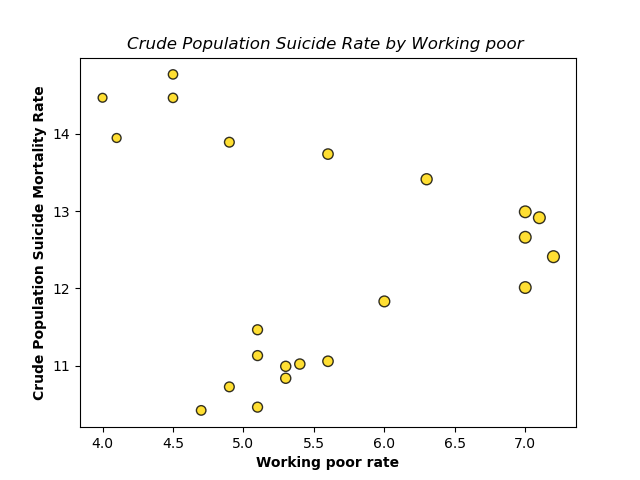 Crude Population Suicide Rate by Working poor
Crude Population Suicide Mortality Rate
14
13
12
11
4.0 4.5 5.0 5.5 6.0 6.5 7.0
Working poor rate